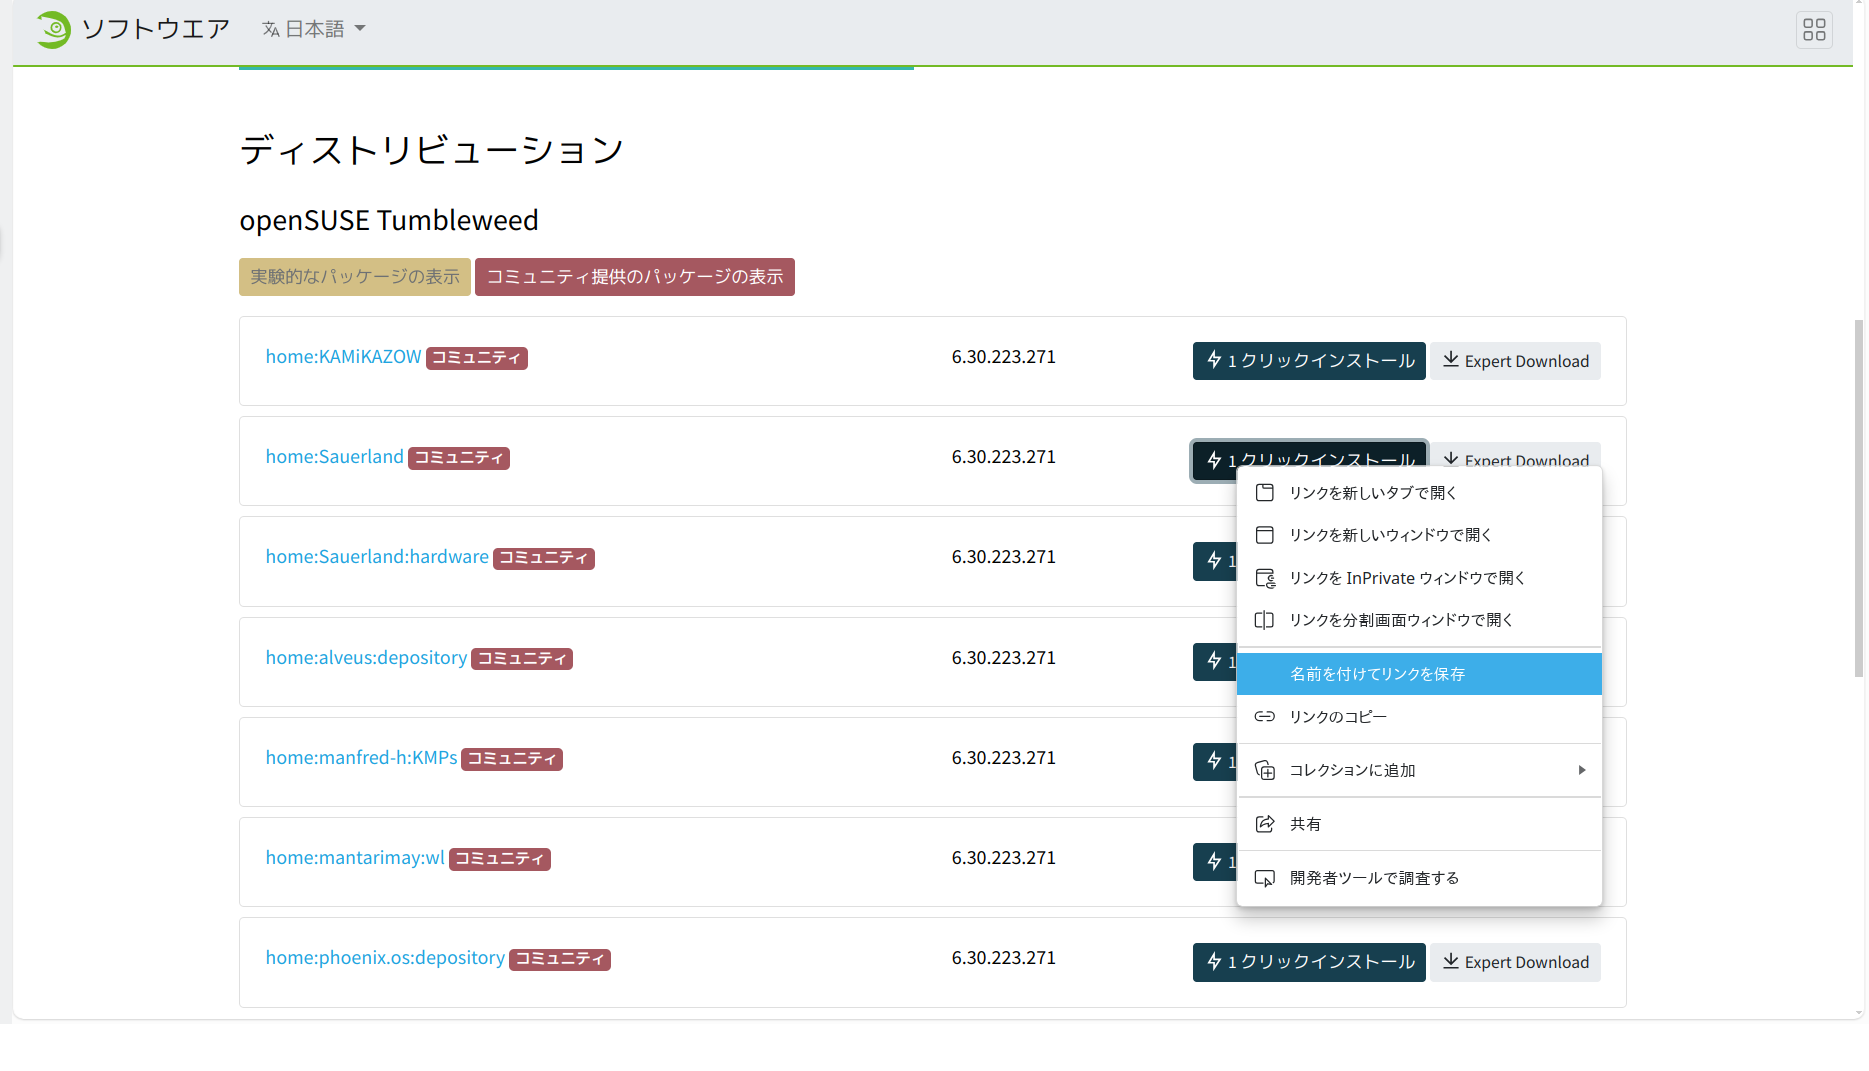 ソフトウエア 日本語
ディストリビューション
openSUSE Tumbleweed
実験的なパッケージの表示 コミュニティ提供のパッケージの表示
home:KAMiKAZOW コミュニティ 6.30.223.271 1 クリックインストール Expert Download
home:Sauerland コミュニティ 6.30.223.271 1 クリックインストール Expert Download
リンクを新しいタブで開く
リンクを新しいウィンドウで開く
home:Sauerland:hardware コミュニティ 6.30.223.271 1
リンクを InPrivate ウィンドウで開く
リンクを分割画面ウィンドウで開く
home:alveus:depository コミュニティ 6.30.223.271 1
名前を付けてリンクを保存
リンクのコピー
home:manfred-h:KMPs コミュニティ 6.30.223.271 1
コレクションに追加
共有
home:mantarimay:wl コミュニティ 6.30.223.271 1
開発者ツールで調査する
home:phoenix.os:depository コミュニティ 6.30.223.271 1 クリックインストール Expert Download